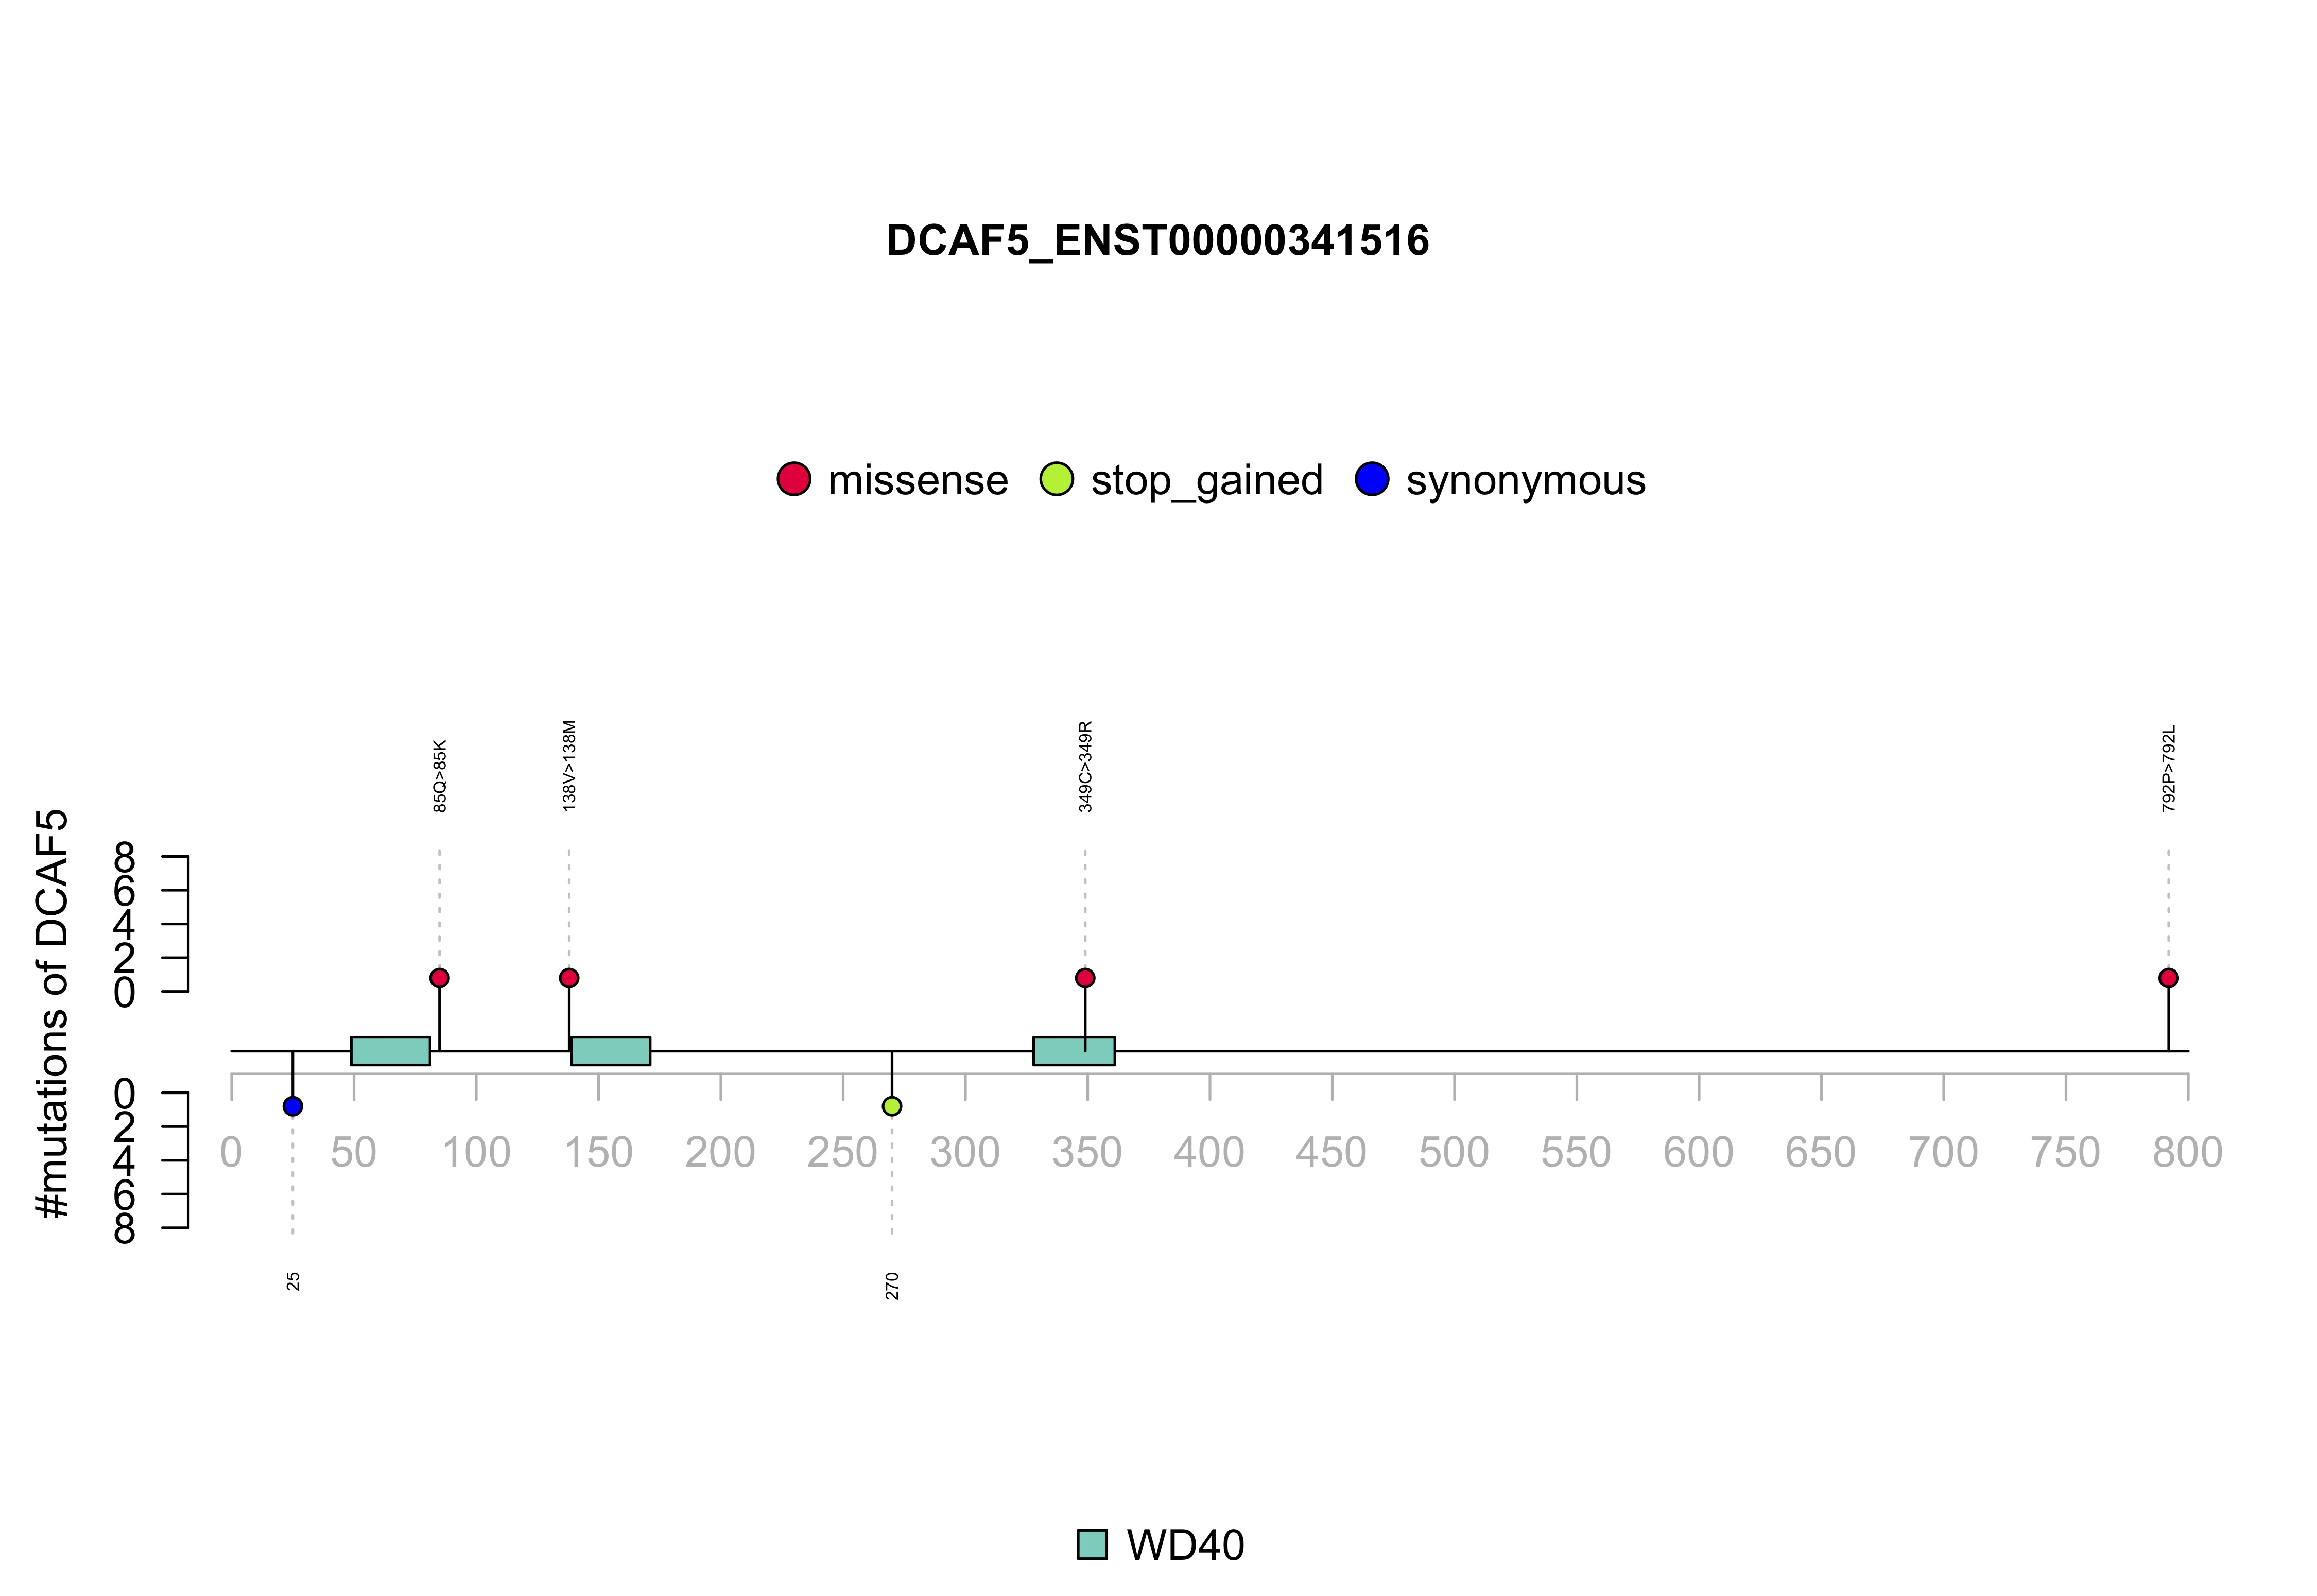 DCAF5_ENST00000341516
missense stop_gained synonymous
85Q>85K 138V>138M 349C>349R 792P>792L
#mutations of DCAF5
8
6
4
2
0
0
2
4
6
8
0 50 100 150 200 250 300 350 400 450 500 550 600 650 700 750 800
25 270
WD40